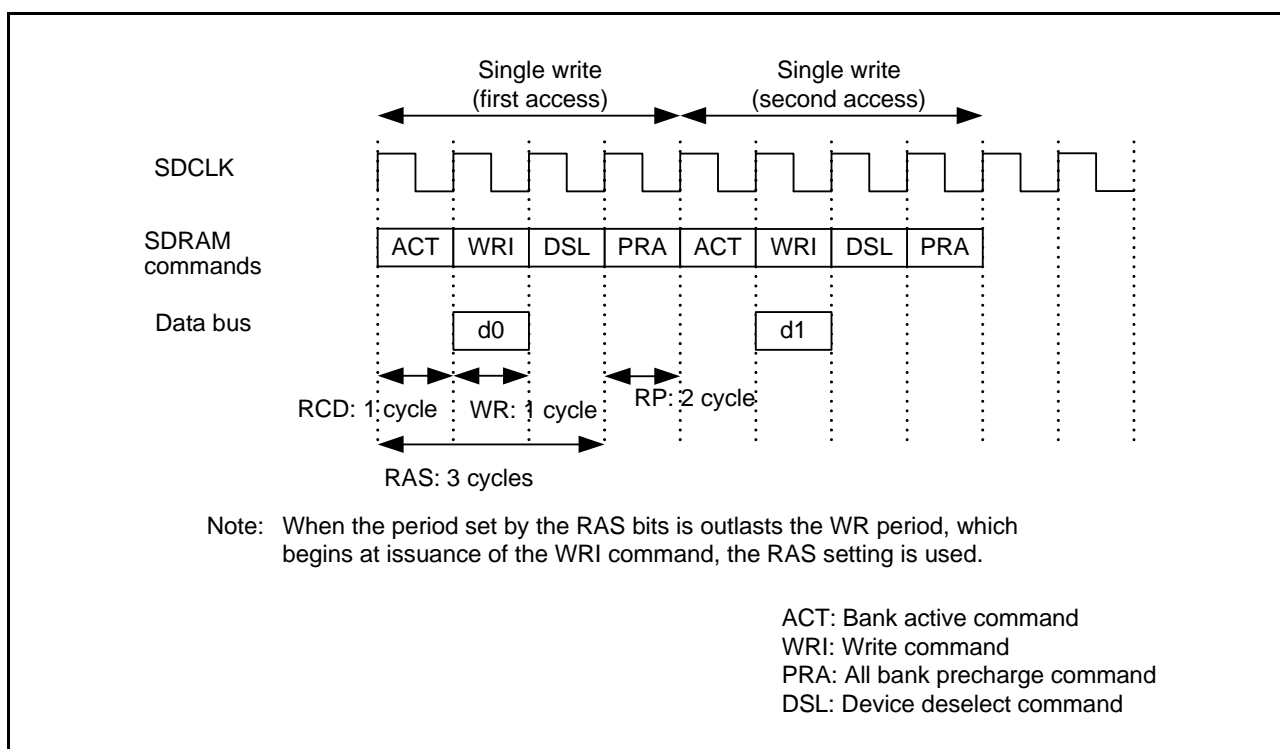 Single write Single write
(first access) (second access)
SDCLK
SDRAM
commands
ACT WRI DSL PRA ACT WRI DSL PRA
Data bus d0 d1
RCD: 1 cycle WR: 1 cycle RP: 2 cycle
RAS: 3 cycles
Note: When the period set by the RAS bits is outlasts the WR period, which
begins at issuance of the WRI command, the RAS setting is used.
ACT: Bank active command
WRI: Write command
PRA: All bank precharge command
DSL: Device deselect command